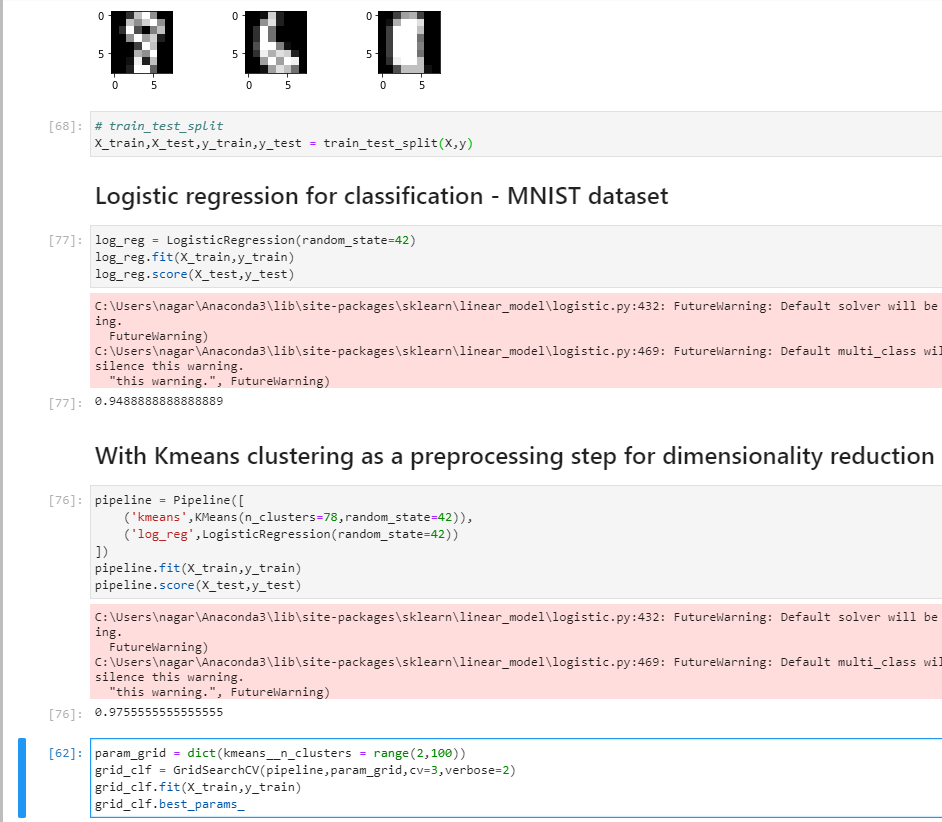 0
0
0
5
5
5
0
5
0
5
0
5
[68]:
# train_test_split
X_train,X_test,y_train,y_test = train_test_split(X,y)
Logistic regression for classification - MNIST dataset
[77]:
log_reg = LogisticRegression(random_state=42)
log_reg.fit(X_train,y_train)
log_reg.score(X_test,y_test)
C:\Users\nagar\Anaconda3\lib\site-packages\sklearn\linear_model\logistic.py:432: FutureWarning: Default solver will be
ing.
FutureWarning)
C:\Users\nagar\Anaconda3\lib\site-packages\sklearn\linear_model\logistic.py:469: FutureWarning: Default multi_class wil
silence this warning.
"this warning.", FutureWarning)
[77]:
0.9488888888888889
With Kmeans clustering as a preprocessing step for dimensionality reduction
[76]:
pipeline = Pipeline([
('kmeans',KMeans(n_clusters=78,random_state=42)),
('log_reg',LogisticRegression(random_state=42))
])
pipeline.fit(X_train,y_train)
pipeline.score(X_test,y_test)
C:\Users\nagar\Anaconda3\lib\site-packages\sklearn\linear_model\logistic.py:432: FutureWarning: Default solver will be
ing.
FutureWarning)
C:\Users\nagar\Anaconda3\lib\site-packages\sklearn\linear_model\logistic.py:469: FutureWarning: Default multi_class wil
silence this warning.
"this warning.", FutureWarning)
[76]:
0.9755555555555555
[62]:
param_grid = dict(kmeans__n_clusters = range(2,100))
grid_clf = GridSearchCV(pipeline,param_grid,cv=3,verbose=2)
grid_clf.fit(X_train,y_train)
grid_clf.best_params_